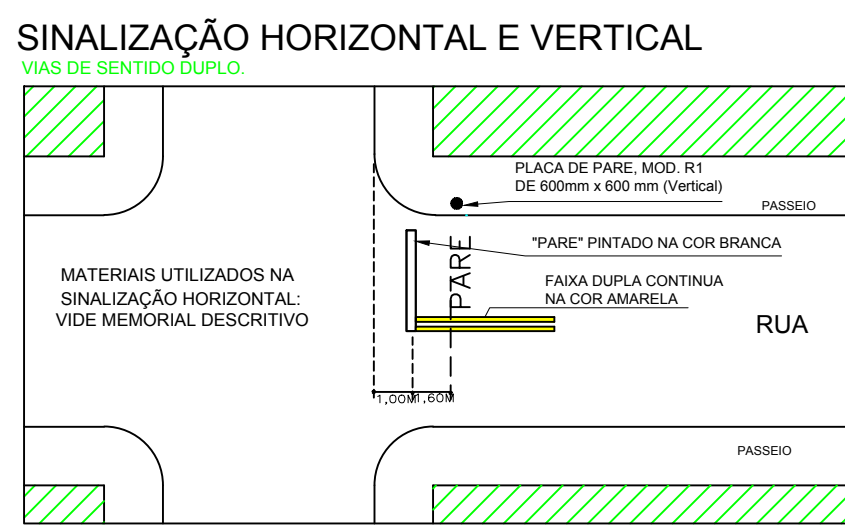 SINALIZAÇÃO HORIZONTAL E VERTICAL
VIAS DE SENTIDO DUPLO.
PLACA DE PARE, MOD. R1
DE 600mm x 600 mm (Vertical)
PASSEIO
"PARE" PINTADO NA COR BRANCA
PARE
MATERIAIS UTILIZADOS NA
SINALIZAÇÃO HORIZONTAL:
VIDE MEMORIAL DESCRITIVO
FAIXA DUPLA CONTINUA
NA COR AMARELA
RUA
1,00M
1,60M
PASSEIO